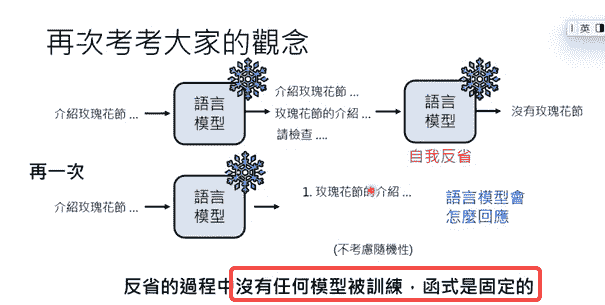 英
再次考考大家的觀念
介紹玫瑰花節 ...
語言
模型
介紹玫瑰花節 ...
玫瑰花節的介紹 ...
請檢查 ....
語言
模型
沒有玫瑰花節
自我反省
再一次
介紹玫瑰花節 ...
語言
模型
1. 玫瑰花節的介紹 ...
語言模型會
怎麼回應
(不考慮隨機性)
反省的過程中沒有任何模型被訓練，函式是固定的